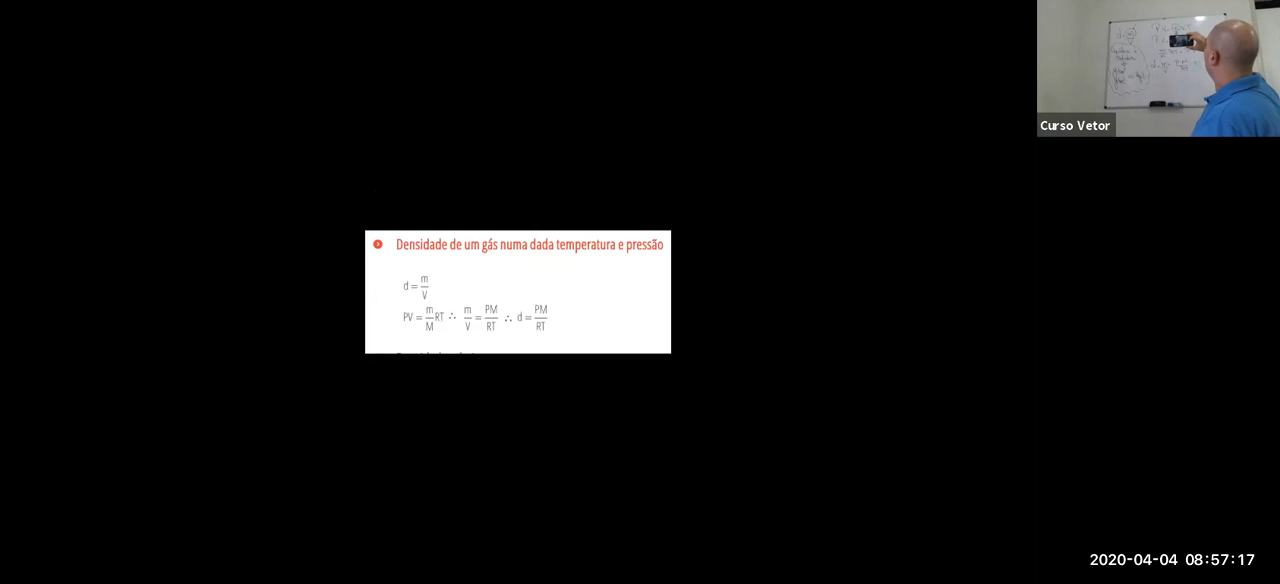 Densidade de um gás numa dada temperatura e pressão
d = m/V
PV = m/M RT ∴ m/V = PM/RT ∴ d = PM/RT
Curso Vetor
2020-04-04 08:57:17